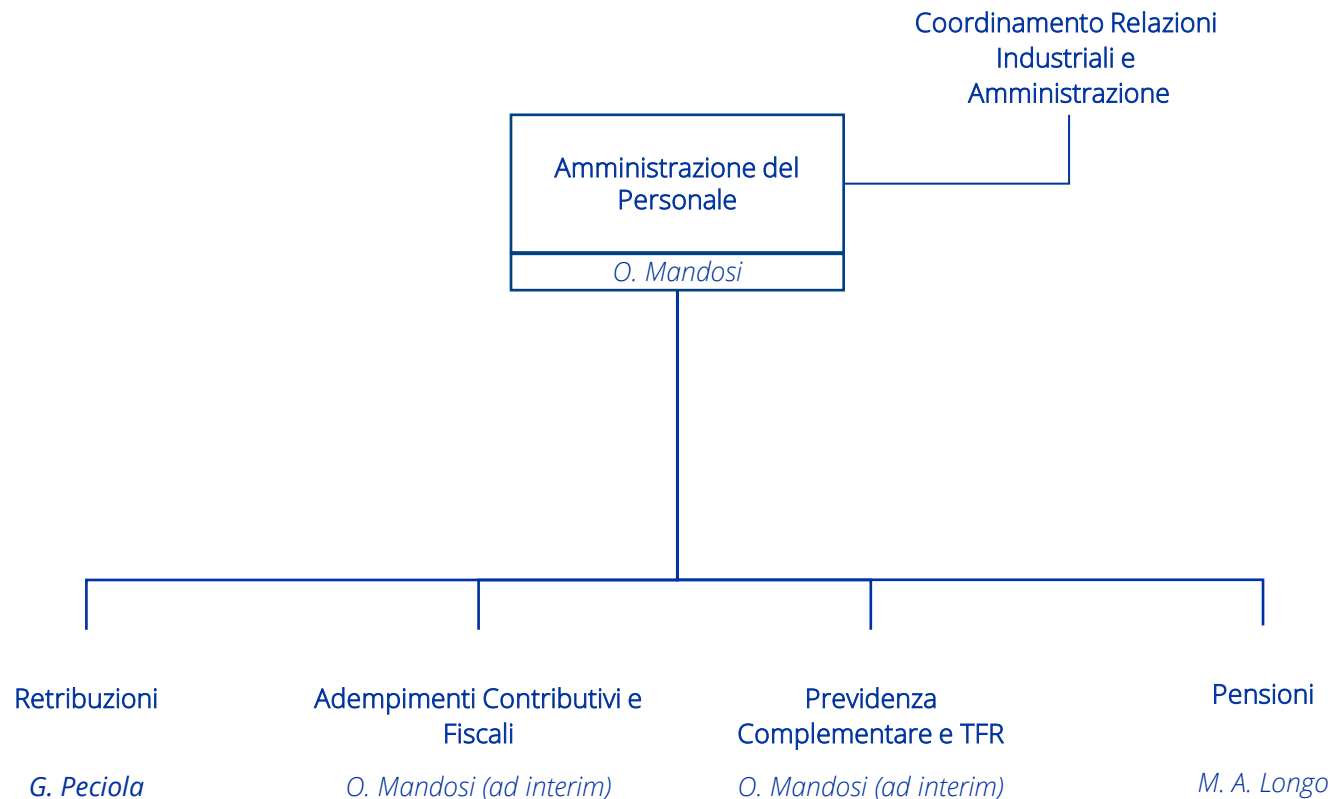 Coordinamento Relazioni
Industriali e
Amministrazione
Amministrazione del
Personale
O. Mandosi
Retribuzioni
G. Peciola
Adempimenti Contributivi e
Fiscali
O. Mandosi (ad interim)
Previdenza
Complementare e TFR
O. Mandosi (ad interim)
Pensioni
M. A. Longo